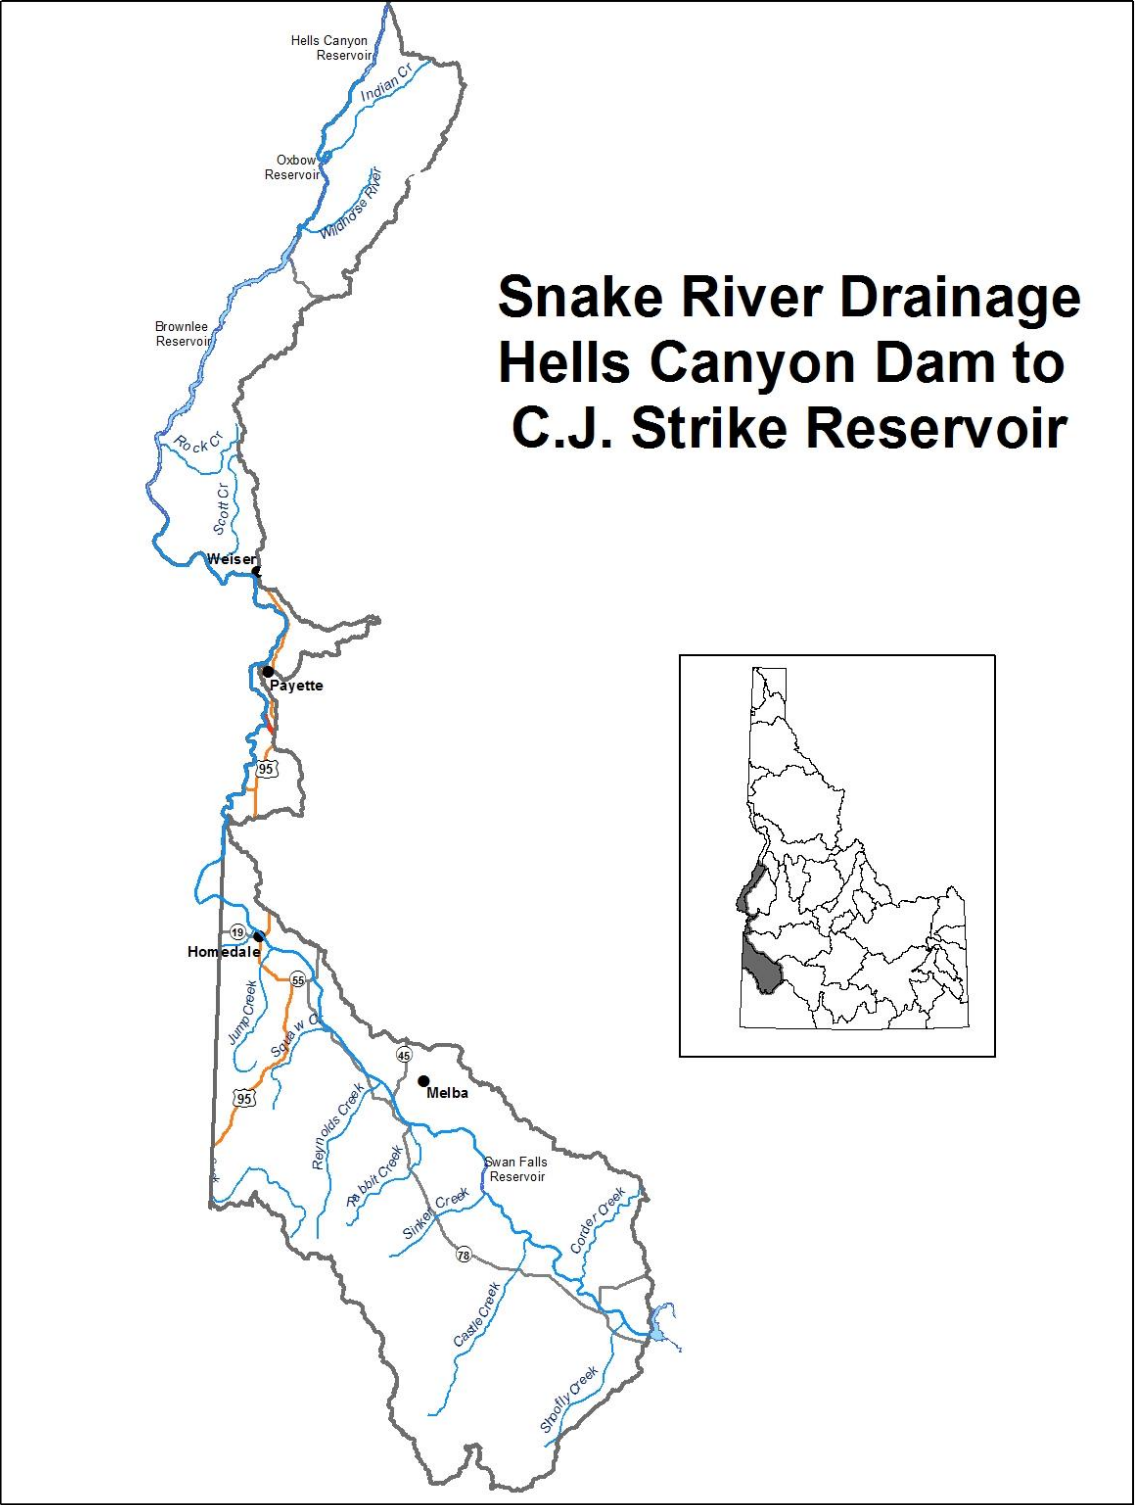 Hells Canyon
Reservoir
Indian Cr
Oxbow
Reservoir
Wildhorse River
Snake River Drainage
Hells Canyon Dam to
C.J. Strike Reservoir
Brownlee
Reservoir
Rock Cr
Scott Cr
Weiser
Payette
95
19
Homedale
55
Jump Creek
Squaw C
45
Melba
95
Reynolds Creek
Rabbit Creek
Swan Falls
Reservoir
Sinker Creek
Corder Creek
78
Castle Creek
Shoofly Creek